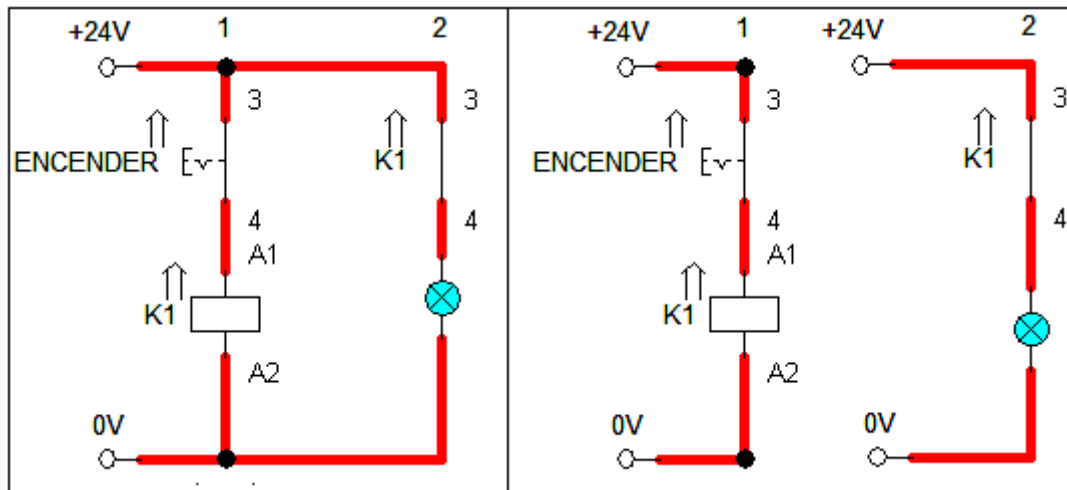 +24V 1 2
3 3
ENCENDER K1
4 4
A1
K1
A2
0V
+24V 1 +24V 2
3 3
ENCENDER K1
4 4
A1
K1
A2
0V 0V